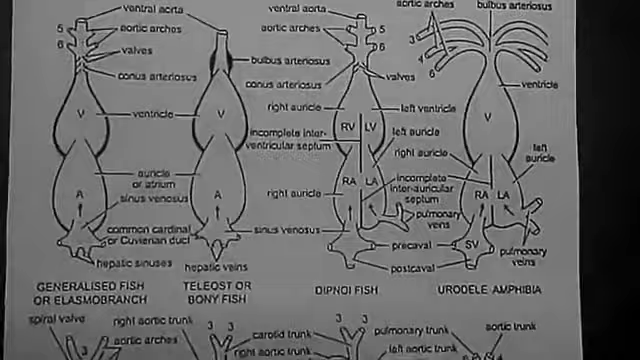 ventral aorta
5
6
aortic arches
valves
conus arteriosus
V
ventricle
auricle
or atrium
A
sinus venosus
common cardinal
or Cuvierian duct
hepatic sinuses
GENERALISED FISH
OR ELASMOBRANCH
V
bulbus arteriosus
A
hepatic veins
TELEOST OR
BONY FISH
ventral aorta
aortic arches
5
6
conus arteriosus
valves
right auricle
left ventricle
RV
LV
incomplete inter-
ventricular septum
left auricle
right auricle
incomplete
inter-auricular
septum
right auricle
RA
LA
pulmonary
veins
sinus venosus
precaval
postcaval
DIPNOI FISH
aortic arches
bulbus arteriosus
3
4
6
ventricle
V
left
auricle
RA
LA
SV
pulmonary
veins
URODELE AMPHIBIA
spiral valve
right aortic trunk
3
3
carotid trunk
3
3
pulmonary trunk
aortic trunk
3
aortic arches
right aortic trunk
left aortic trunk